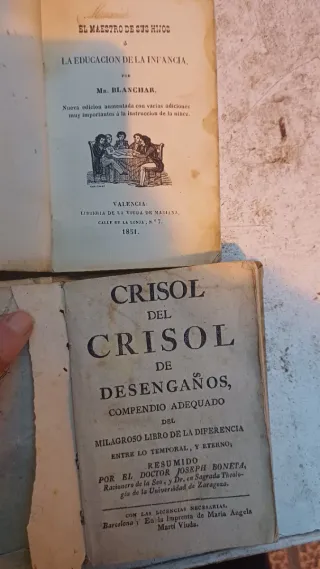 EL MAESTRO DE SUS HIJOS
Ó
LA EDUCACION DE LA INFANCIA,
POR
MR. BLANCHAR.
Nueva edicion aumentada con varias adiciones
muy importantes á la instruccion de la niñez.
VALENCIA
LIBRERIA DE LA VIUDA DE MARIANA,
CALLE DE LA LONJA, N.º 7.
1851.
CRISOL
DEL
CRISOL
DE
DESENGAÑOS,
COMPENDIO ADEQUADO
DEL
MILAGROSO LIBRO DE LA DIFERENCIA
ENTRE LO TEMPORAL, Y ETERNO;
RESUMIDO
POR EL DOCTOR JOSEPH BONETA,
Racionero de la Seo, y Dr. en Sagrada Theolo-
gia de la Universidad de Zaragoza.
CON LAS LICENCIAS NECESARIAS.
Barcelona y En la Imprenta de Maria Angela
Martí Viuda.